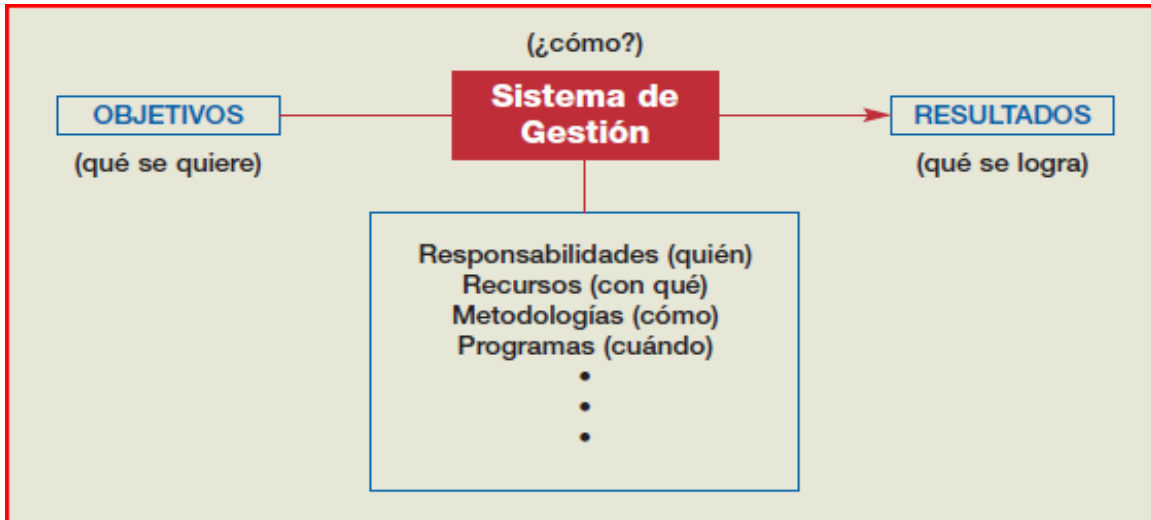 (¿cómo?)
OBJETIVOS
(qué se quiere)
Sistema de
Gestión
RESULTADOS
(qué se logra)
Responsabilidades (quién)
Recursos (con qué)
Metodologías (cómo)
Programas (cuándo)
•
•
•